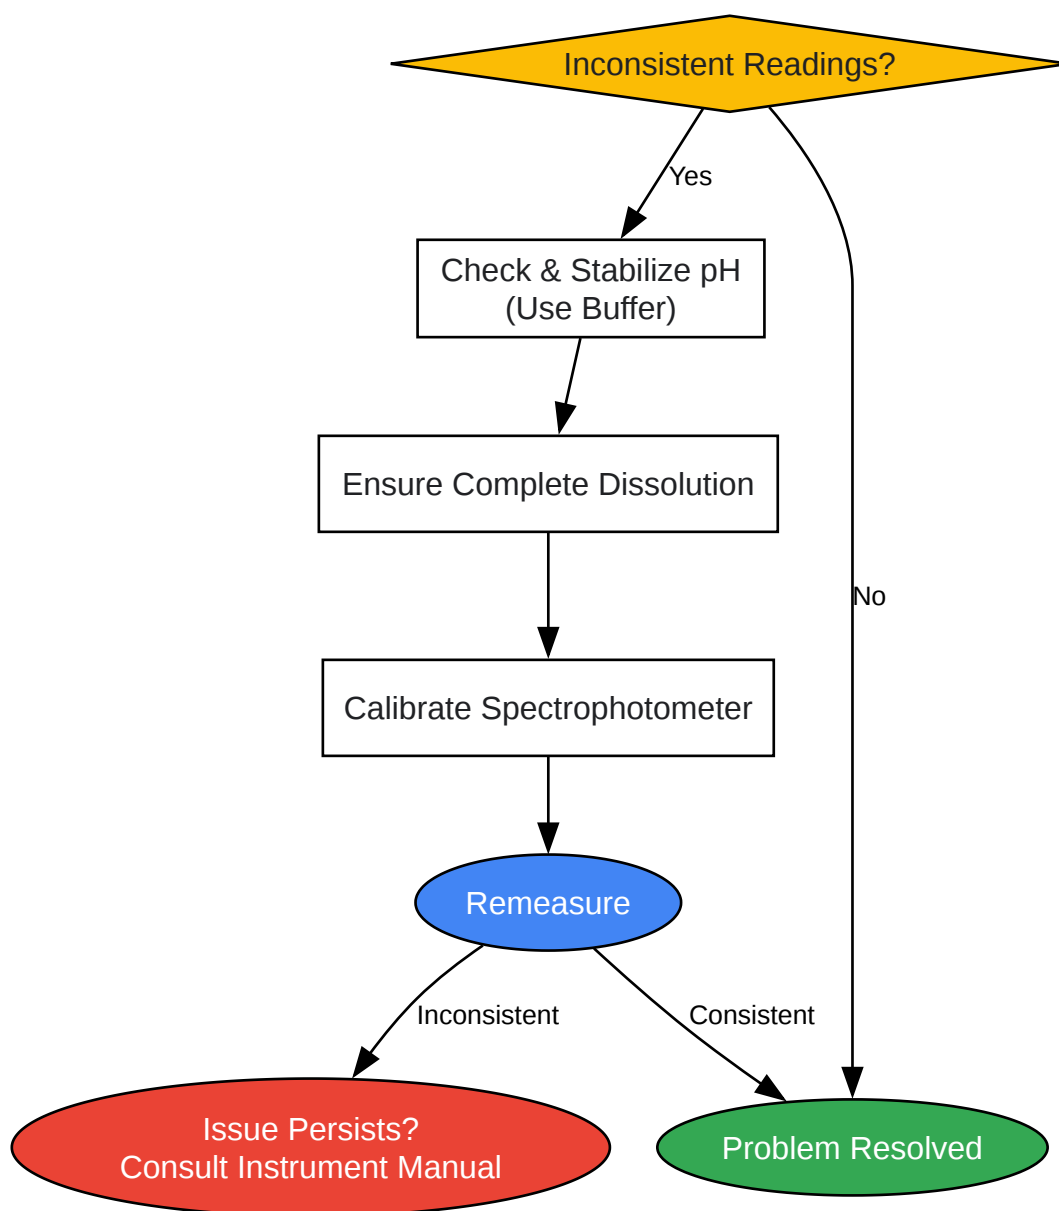 Inconsistent Readings?
Yes
Check & Stabilize pH
(Use Buffer)
Ensure Complete Dissolution
No
Calibrate Spectrophotometer
Remeasure
Inconsistent
Consistent
Issue Persists?
Consult Instrument Manual
Problem Resolved